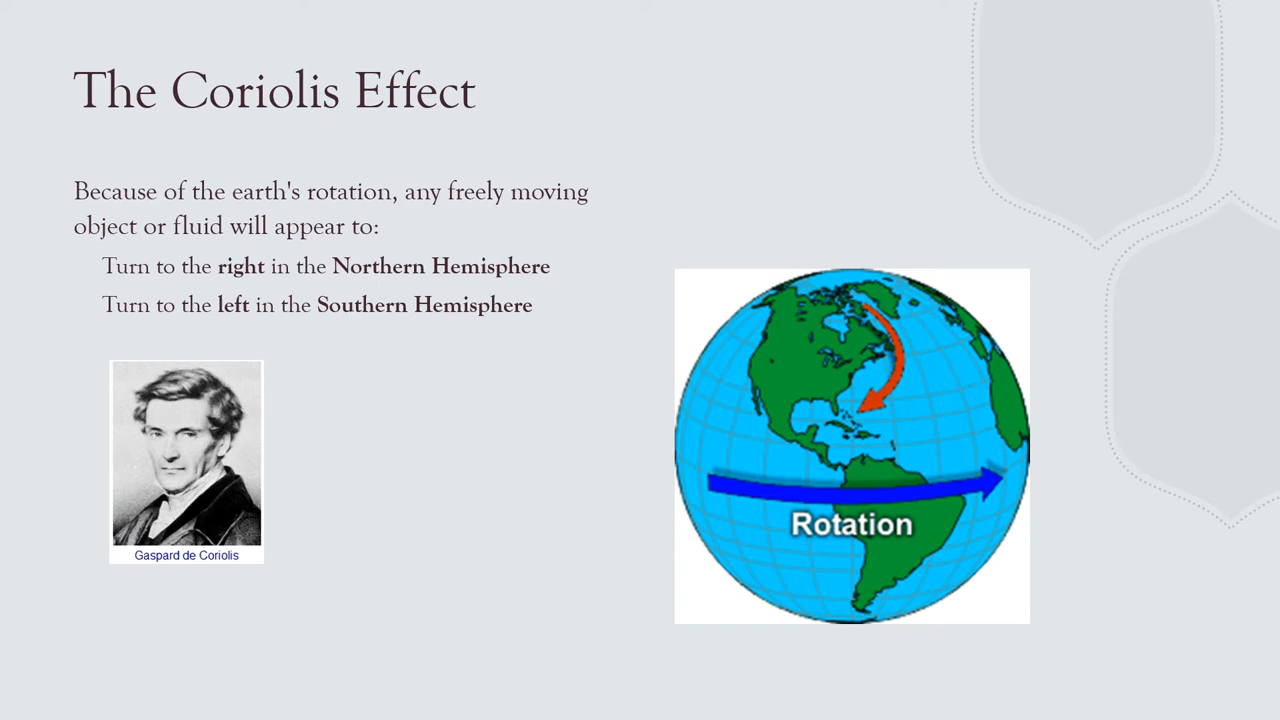 The Coriolis Effect
Because of the earth's rotation, any freely moving
object or fluid will appear to:
Turn to the right in the Northern Hemisphere
Turn to the left in the Southern Hemisphere
Gaspard de Coriolis
Rotation